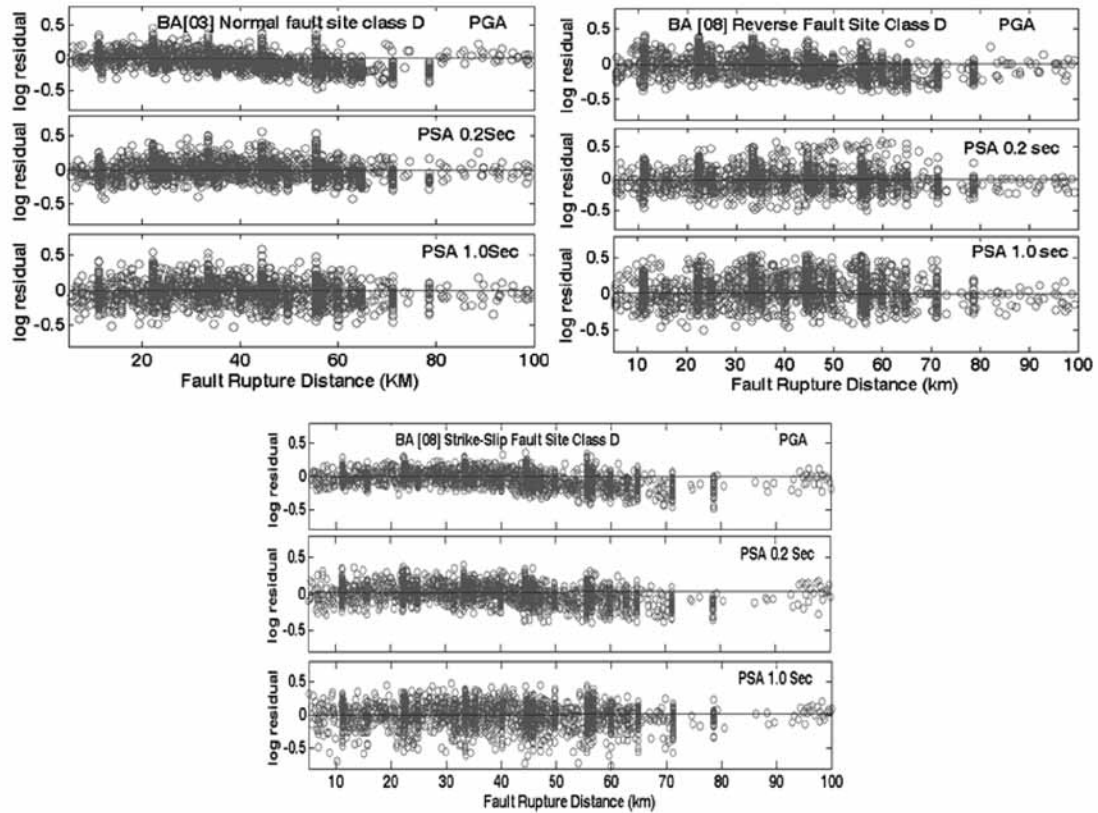 BA[03] Normal fault site class D PGA
log residual
0.5
0
-0.5
PSA 0.2Sec
log residual
0.5
0
-0.5
PSA 1.0Sec
log residual
0.5
0
-0.5
20 40 60 80 100
Fault Rupture Distance (KM)
BA [08] Reverse Fault Site Class D PGA
log residual
0.5
0
-0.5
PSA 0.2 sec
log residual
0.5
0
-0.5
PSA 1.0 sec
log residual
0.5
0
-0.5
10 20 30 40 50 60 70 80 90 100
Fault Rupture Distance (km)
BA [08] Strike-Slip Fault Site Class D PGA
log residual
0.5
0
-0.5
PSA 0.2 Sec
log residual
0.5
0
-0.5
PSA 1.0 Sec
log residual
0.5
0
-0.5
10 20 30 40 50 60 70 80 90 100
Fault Rupture Distance (km)